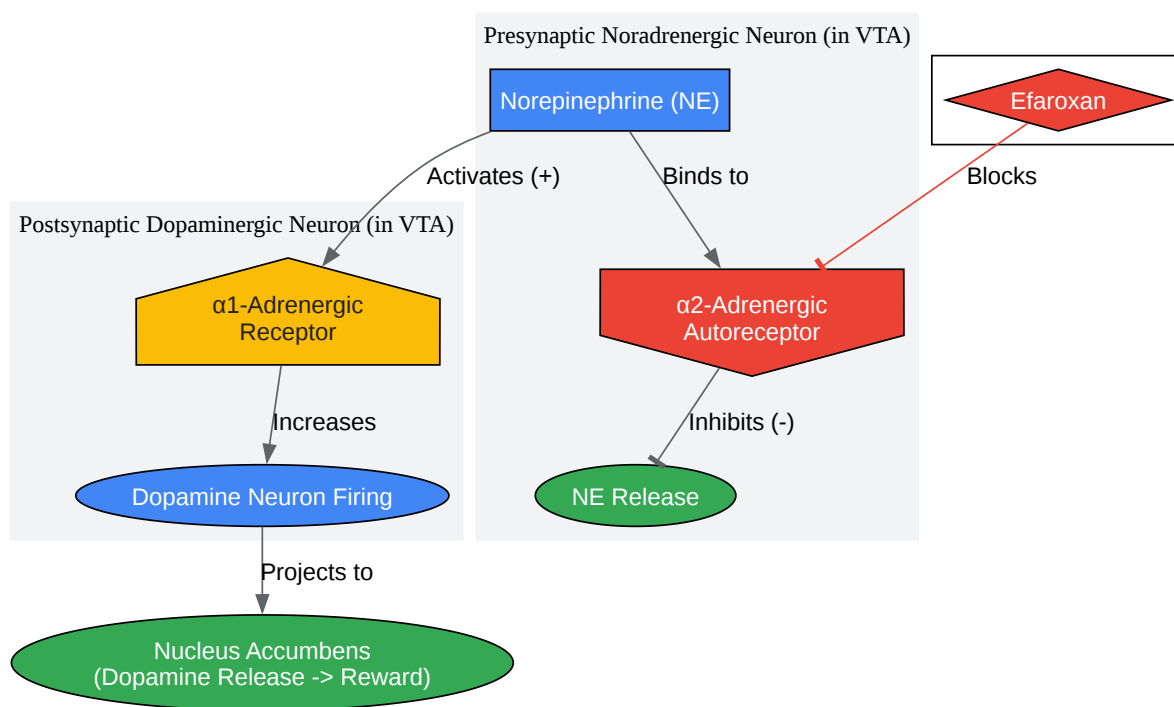 Presynaptic Noradrenergic Neuron (in VTA)
Norepinephrine (NE)
Efaroxan
Activates (+)
Binds to
Blocks
Postsynaptic Dopaminergic Neuron (in VTA)
α1-Adrenergic
Receptor
α2-Adrenergic
Autoreceptor
Increases
Inhibits (-)
Dopamine Neuron Firing
NE Release
Projects to
Nucleus Accumbens
(Dopamine Release -> Reward)